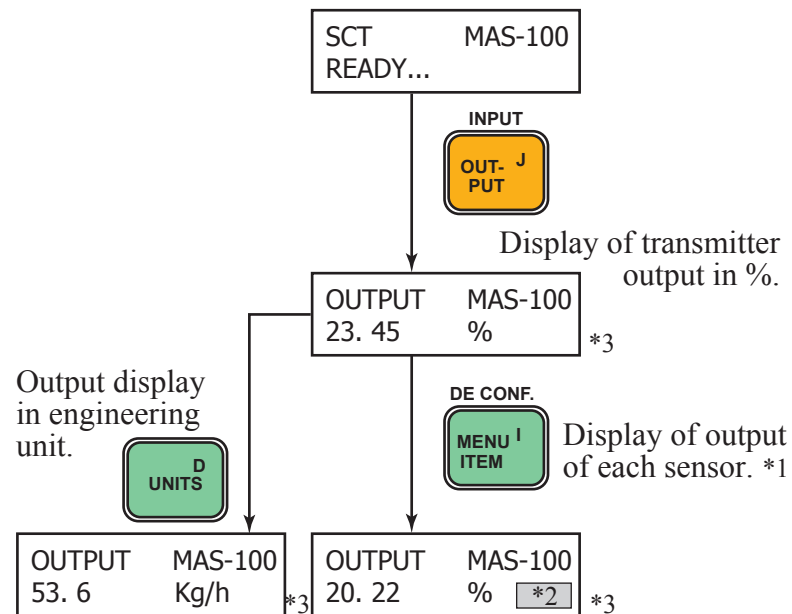 SCT MAS-100
READY...
INPUT
OUT- J
PUT
Display of transmitter
output in %.
OUTPUT MAS-100
23. 45 %
*3
Output display
in engineering
unit.
D
UNITS
DE CONF.
MENU I
ITEM
Display of output
of each sensor. *1
OUTPUT MAS-100
53. 6 Kg/h
*3
OUTPUT MAS-100
20. 22 % *2
*3